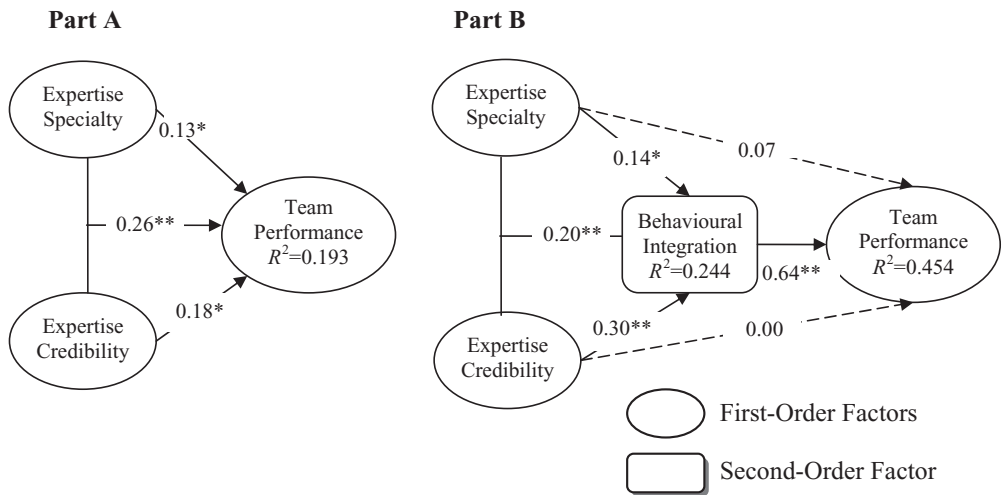 Part A
Expertise
Specialty
0.13*
0.26**
Team
Performance
R²=0.193
0.18*
Expertise
Credibility
Part B
Expertise
Specialty
0.14*
0.07
0.20**
Behavioural
Integration
R²=0.244
0.64**
Team
Performance
R²=0.454
0.30**
0.00
Expertise
Credibility
First-Order Factors
Second-Order Factor